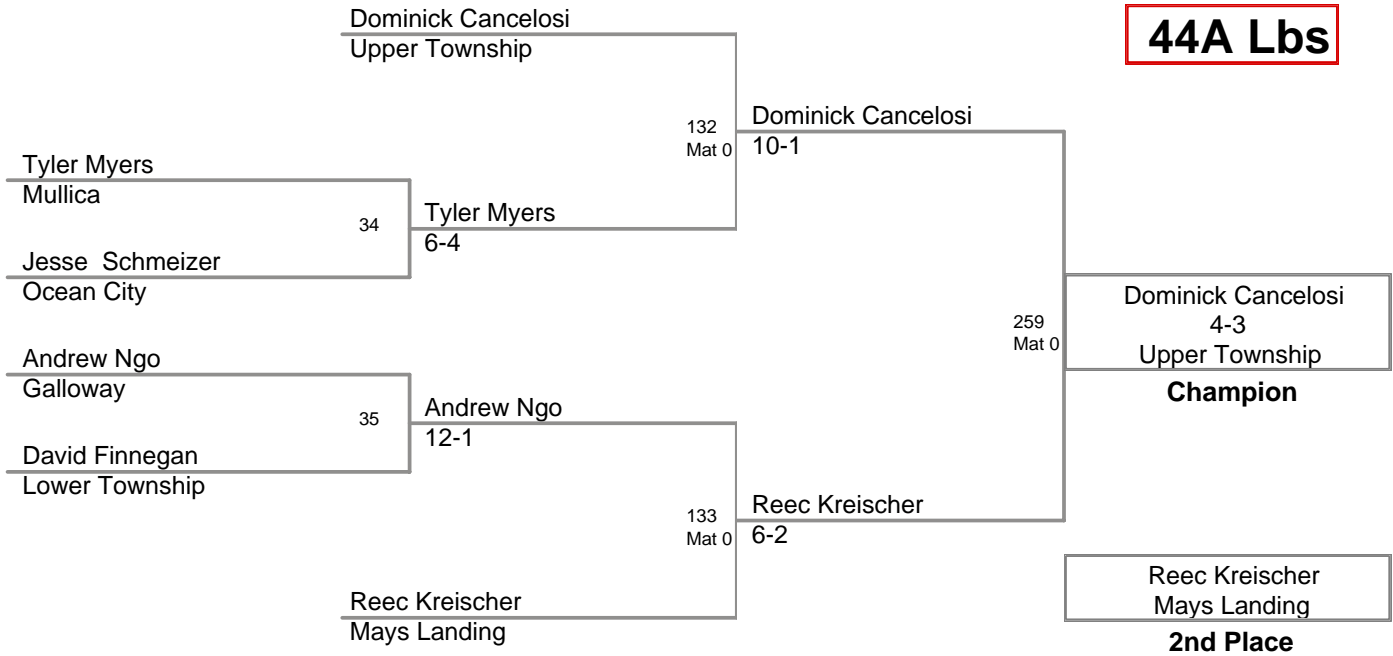 Dominick Cancelosi
Upper Township
44A Lbs
132
Mat 0
Dominick Cancelosi
10-1
Tyler Myers
Mullica
34
Tyler Myers
6-4
Jesse  Schmeizer
Ocean City
259
Mat 0
Dominick Cancelosi
4-3
Upper Township
Champion
Andrew Ngo
Galloway
35
Andrew Ngo
12-1
David Finnegan
Lower Township
133
Mat 0
Reec Kreischer
6-2
Reec Kreischer
Mays Landing
Reec Kreischer
Mays Landing
2nd Place